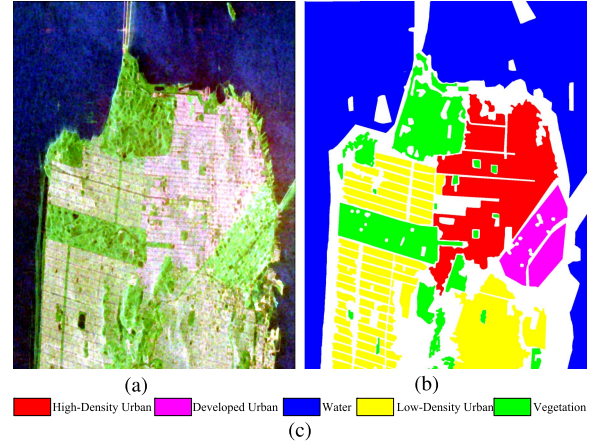 (a) (b)
High-Density Urban Developed Urban Water Low-Density Urban Vegetation
(c)